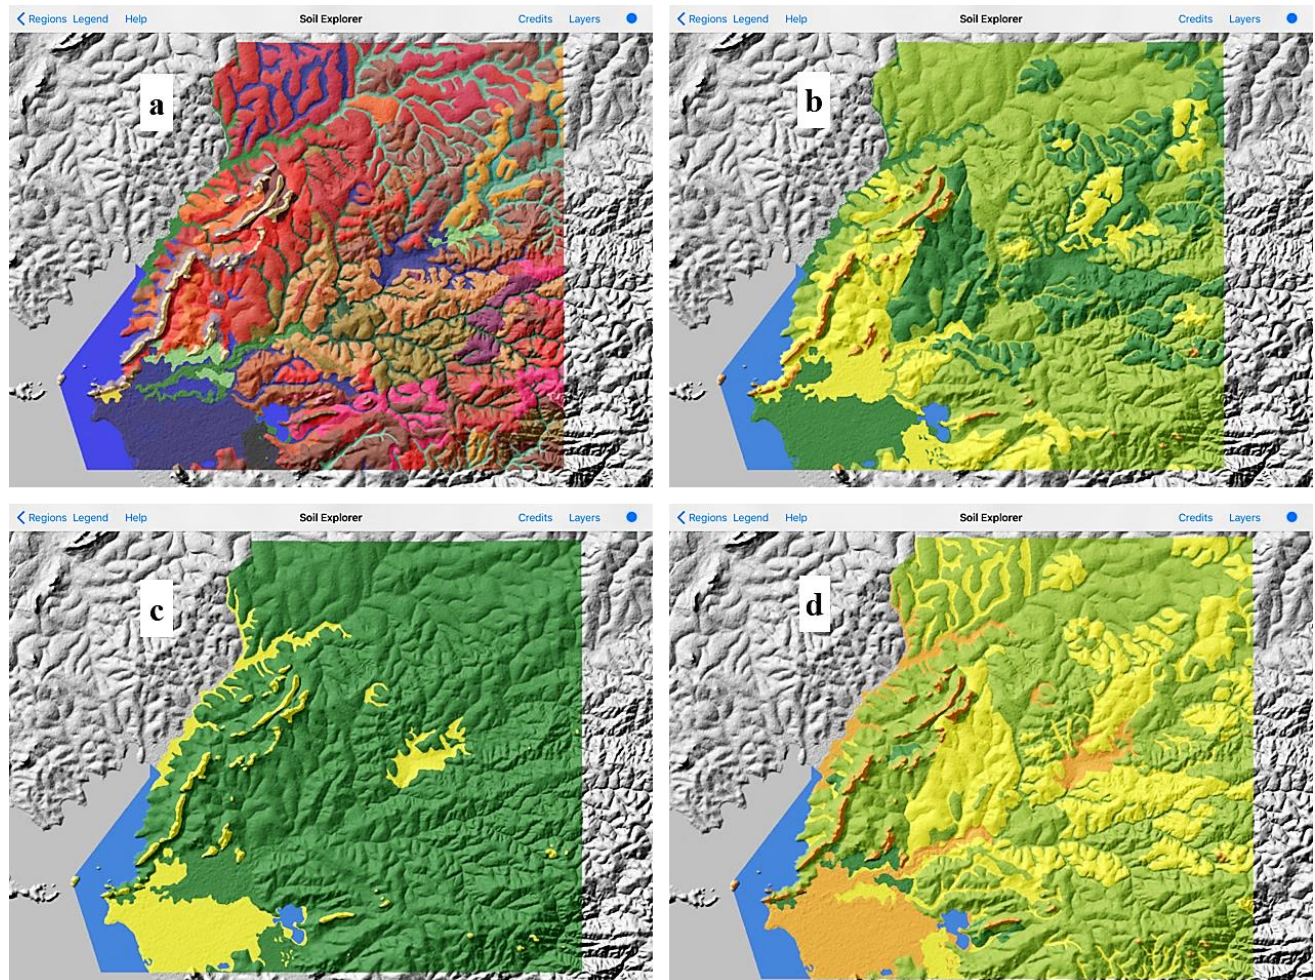 Regions Legend Help Soil Explorer Credits Layers
Regions Legend Help Soil Explorer Credits Layers
a
b
Regions Legend Help Soil Explorer Credits Layers
Regions Legend Help Soil Explorer Credits Layers
c
d